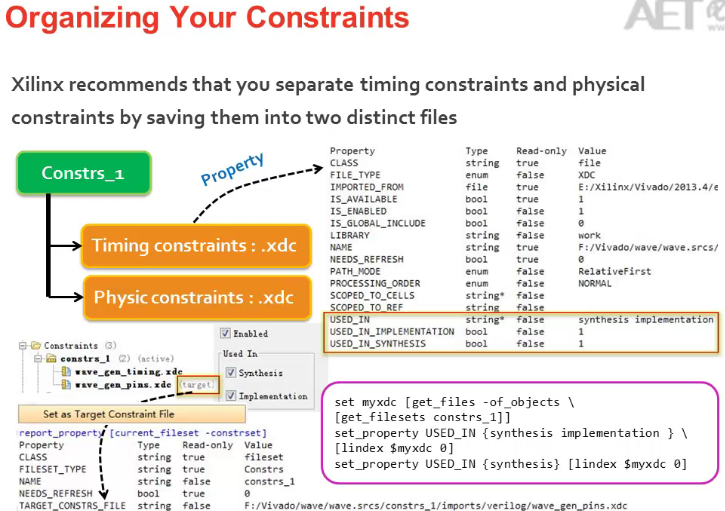 Organizing Your Constraints
AET
Xilinx recommends that you separate timing constraints and physical
constraints by saving them into two distinct files
Constrs_1
Property
Timing constraints : .xdc
Physic constraints : .xdc
Property Type Read-only Value
CLASS string true file
FILE_TYPE enum false XDC
IMPORTED_FROM file true E:/Xilinx/Vivado/2013.4/e
IS_AVAILABLE bool true 1
IS_ENABLED bool false 1
IS_GLOBAL_INCLUDE bool false 0
LIBRARY string false work
NAME string true F:/Vivado/wave/wave.srcs/
NEEDS_REFRESH bool true 0
PATH_MODE enum false RelativeFirst
PROCESSING_ORDER enum false NORMAL
SCOPED_TO_CELLS string* false
SCOPED_TO_REF string false
USED_IN string* false synthesis implementation
USED_IN_IMPLEMENTATION bool false 1
USED_IN_SYNTHESIS bool false 1
Constraints (3)
constrs_1 (2) (active)
wave_gen_timing.xdc
wave_gen_pins.xdc (target)
Enabled
Used In
Synthesis
Implementation
Set as Target Constraint File
report_property [current_fileset -constrset]
Property Type Read-only Value
CLASS string true fileset
FILESET_TYPE string true Constrs
NAME string false constrs_1
NEEDS_REFRESH bool true 0
TARGET_CONSTRS_FILE string false F:/Vivado/wave/wave.srcs/constrs_1/imports/verilog/wave_gen_pins.xdc
set myxdc [get_files -of_objects \
[get_filesets constrs_1]]
set_property USED_IN {synthesis implementation } \
[lindex $myxdc 0]
set_property USED_IN {synthesis} [lindex $myxdc 0]